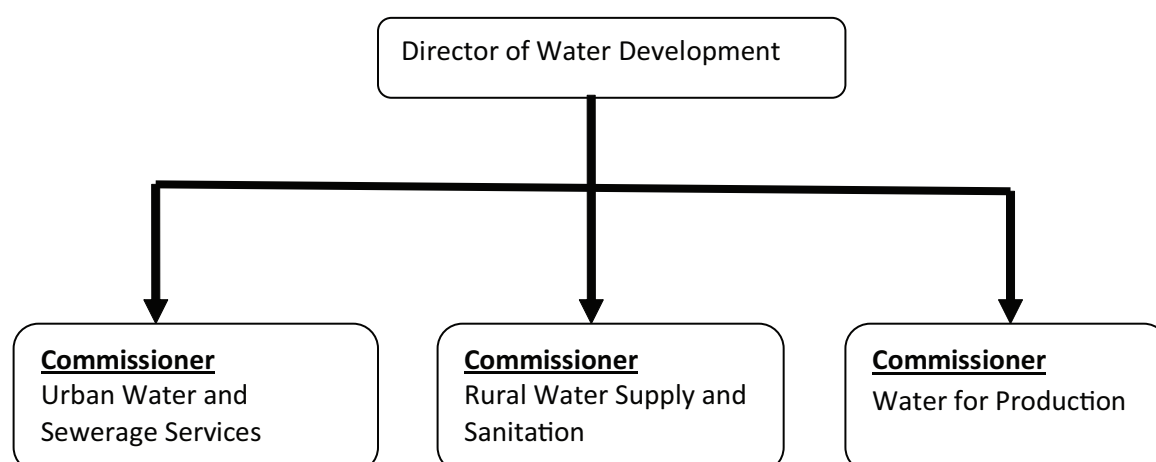 Director of Water Development
Commissioner
Urban Water and
Sewerage Services
Commissioner
Rural Water Supply and
Sanitation
Commissioner
Water for Production